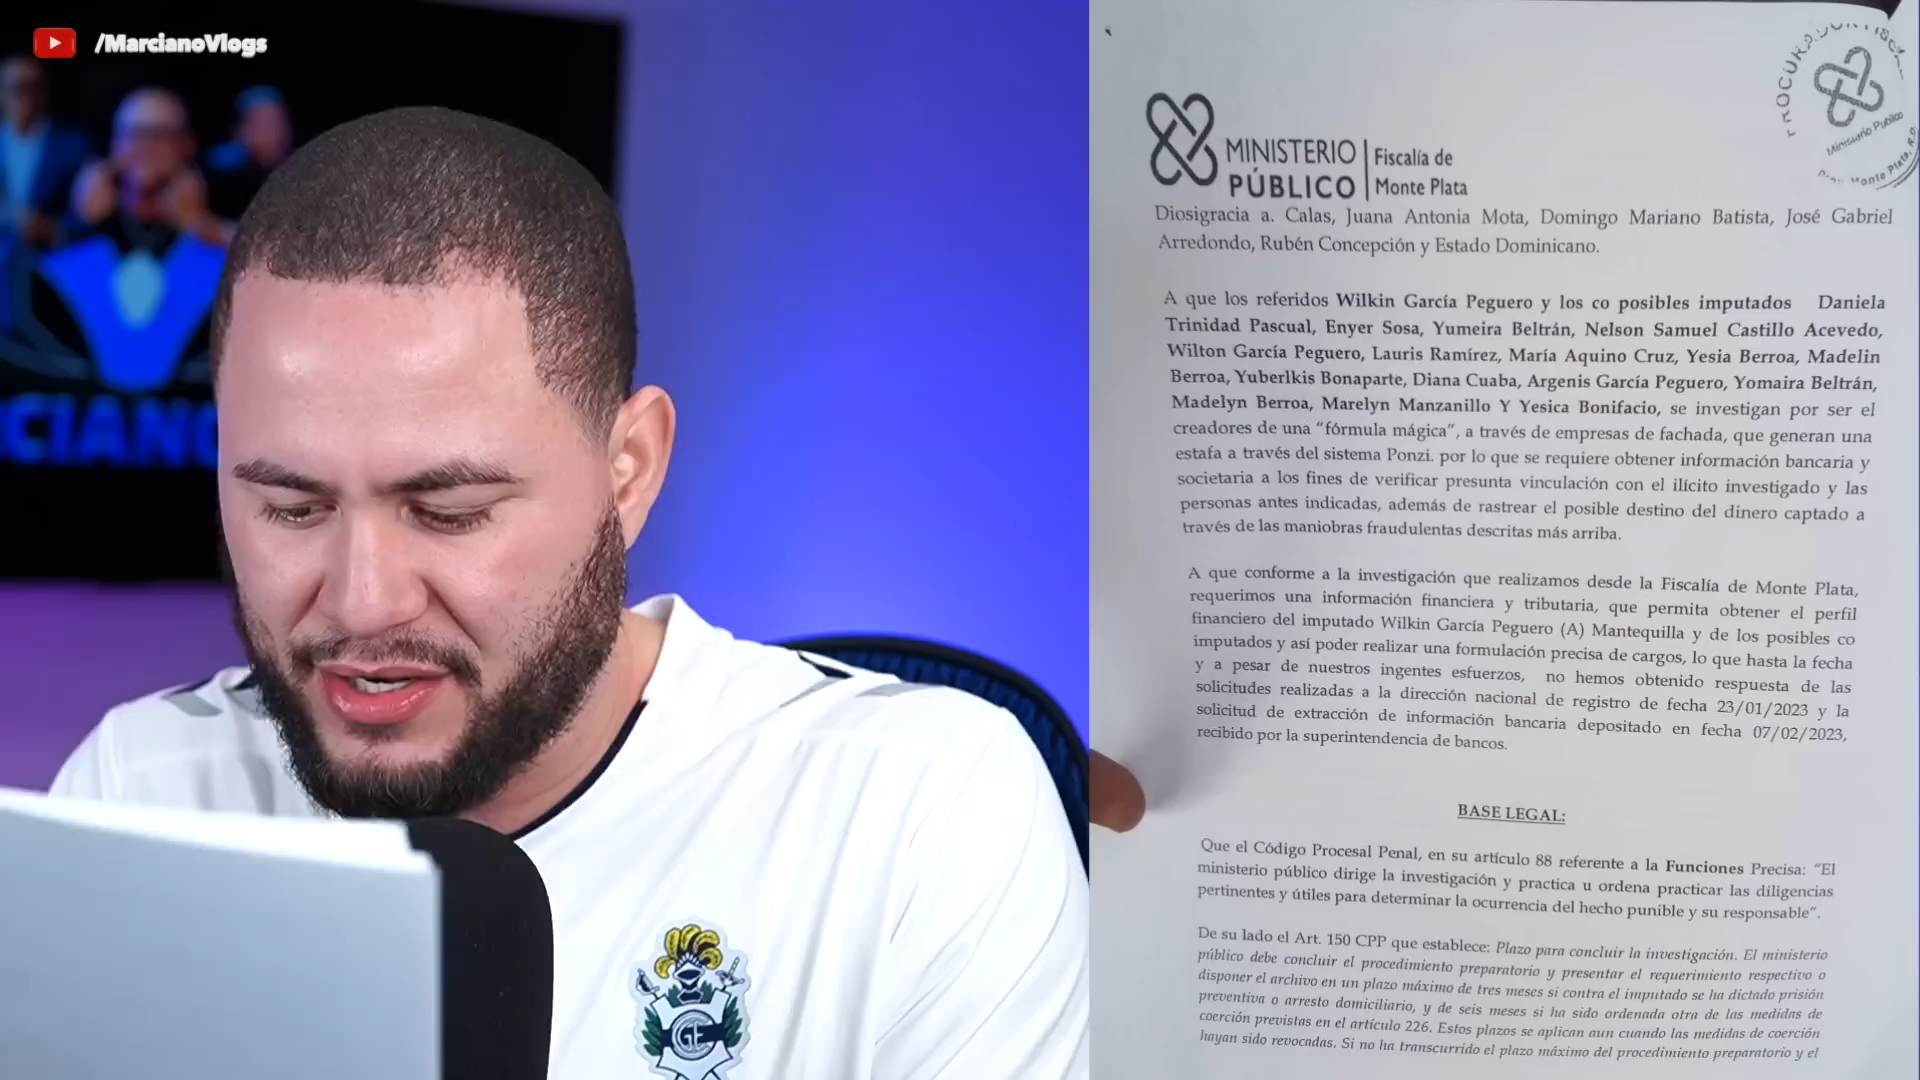 /MarcianoVlogs
CIANO
GE
PROCURADOR FISCAL
Ministerio Público
Monte Plata, R.D.
MINISTERIO
PÚBLICO
Fiscalía de
Monte Plata
Diosigracia a. Calas, Juana Antonia Mota, Domingo Mariano Batista, José Gabriel
Arredondo, Rubén Concepción y Estado Dominicano.
A que los referidos Wilkin García Peguero y los co posibles imputados Daniela
Trinidad Pascual, Enyer Sosa, Yumeira Beltrán, Nelson Samuel Castillo Acevedo,
Wilton García Peguero, Lauris Ramírez, María Aquino Cruz, Yesia Berroa, Madelin
Berroa, Yuberlkis Bonaparte, Diana Cuaba, Argenis García Peguero, Yomaira Beltrán,
Madelyn Berroa, Marelyn Manzanillo Y Yesica Bonifacio, se investigan por ser el
creadores de una “fórmula mágica”, a través de empresas de fachada, que generan una
estafa a través del sistema Ponzi. por lo que se requiere obtener información bancaria y
societaria a los fines de verificar presunta vinculación con el ilícito investigado y las
personas antes indicadas, además de rastrear el posible destino del dinero captado a
través de las maniobras fraudulentas descritas más arriba.
A que conforme a la investigación que realizamos desde la Fiscalía de Monte Plata,
requerimos una información financiera y tributaria, que permita obtener el perfil
financiero del imputado Wilkin García Peguero (A) Mantequilla y de los posibles co
imputados y así poder realizar una formulación precisa de cargos, lo que hasta la fecha
y a pesar de nuestros ingentes esfuerzos, no hemos obtenido respuesta de las
solicitudes realizadas a la dirección nacional de registro de fecha 23/01/2023 y la
solicitud de extracción de información bancaria depositado en fecha 07/02/2023,
recibido por la superintendencia de bancos.
BASE LEGAL:
Que el Código Procesal Penal, en su artículo 88 referente a la Funciones Precisa: “El
ministerio público dirige la investigación y practica u ordena practicar las diligencias
pertinentes y útiles para determinar la ocurrencia del hecho punible y su responsable”.
De su lado el Art. 150 CPP que establece: Plazo para concluir la investigación. El ministerio
público debe concluir el procedimiento preparatorio y presentar el requerimiento respectivo o
disponer el archivo en un plazo máximo de tres meses si contra el imputado se ha dictado prisión
preventiva o arresto domiciliario, y de seis meses si ha sido ordenada otra de las medidas de
coerción previstas en el artículo 226. Estos plazos se aplican aun cuando las medidas de coerción
hayan sido revocadas. Si no ha transcurrido el plazo máximo del procedimiento preparatorio y el